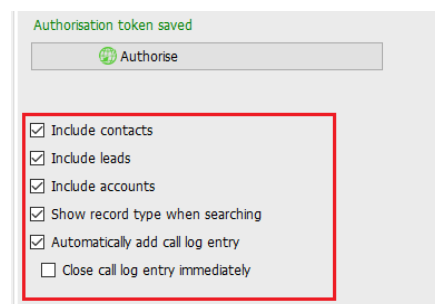 Authorisation token saved
Authorise
Include contacts
Include leads
Include accounts
Show record type when searching
Automatically add call log entry
Close call log entry immediately